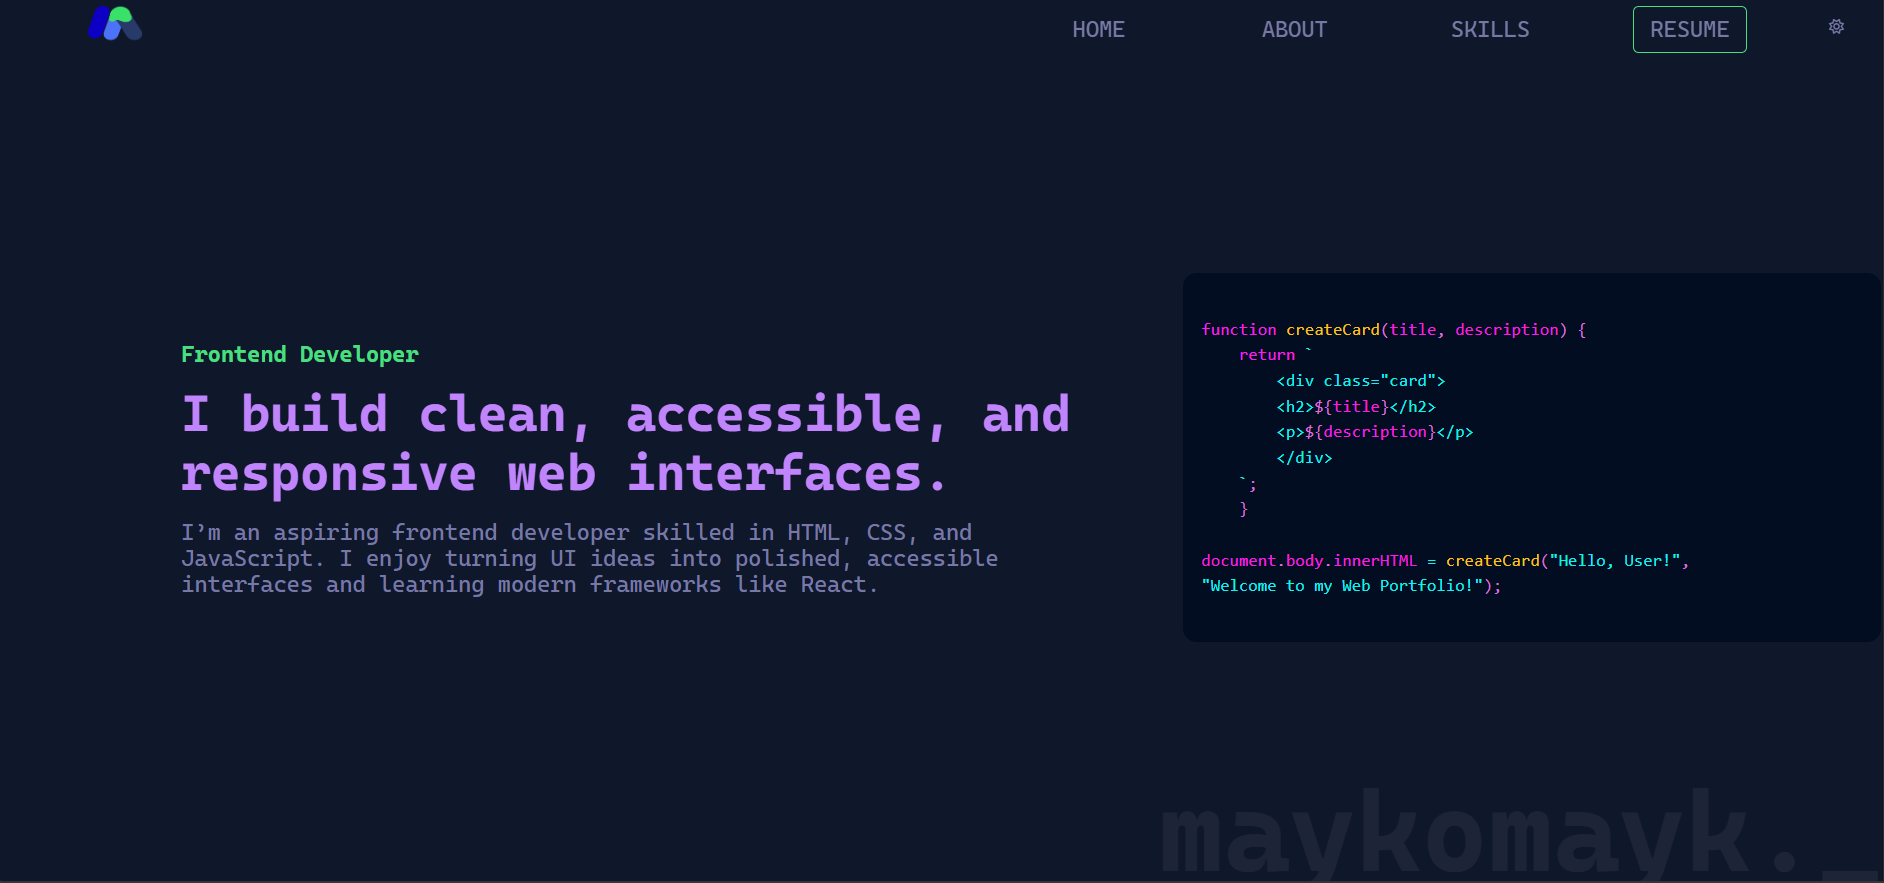 HOME ABOUT SKILLS RESUME
Frontend Developer
I build clean, accessible, and
responsive web interfaces.
I’m an aspiring frontend developer skilled in HTML, CSS, and
JavaScript. I enjoy turning UI ideas into polished, accessible
interfaces and learning modern frameworks like React.
function createCard(title, description) {
    return `
        <div class="card">
        <h2>${title}</h2>
        <p>${description}</p>
        </div>
    `;
    }
document.body.innerHTML = createCard("Hello, User!",
"Welcome to my Web Portfolio!");
maykomayk._